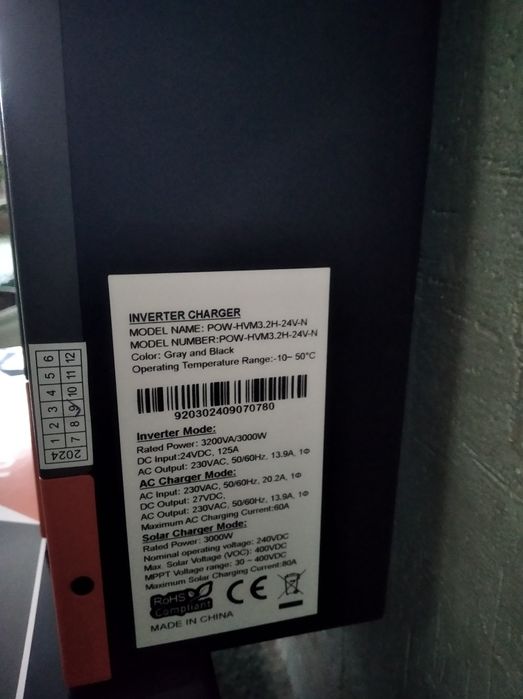 INVERTER CHARGER
MODEL NAME: POW-HVM3.2H-24V-N
MODEL NUMBER:POW-HVM3.2H-24V-N
Color: Gray and Black
Operating Temperature Range:-10~ 50°C
920302409070780
Inverter Mode:
Rated Power: 3200VA/3000W
DC Input:24VDC, 125A
AC Output: 230VAC, 50/60Hz, 13.9A, 1Φ
AC Charger Mode:
AC Input: 230VAC, 50/60Hz, 20.2A, 1Φ
DC Output: 27VDC,
AC Output: 230VAC, 50/60Hz, 13.9A, 1Φ
Maximum AC Charging Current:60A
Solar Charger Mode:
Rated Power: 3000W
Nominal operating voltage: 240VDC
Max. Solar Voltage (VOC): 400VDC
MPPT Voltage range: 30 ~ 400VDC
Maximum Solar Charging Current:80A
RoHS
Compliant
CE
MADE IN CHINA
2024
1 2 3 4 5 6
7 8 9 10 11 12